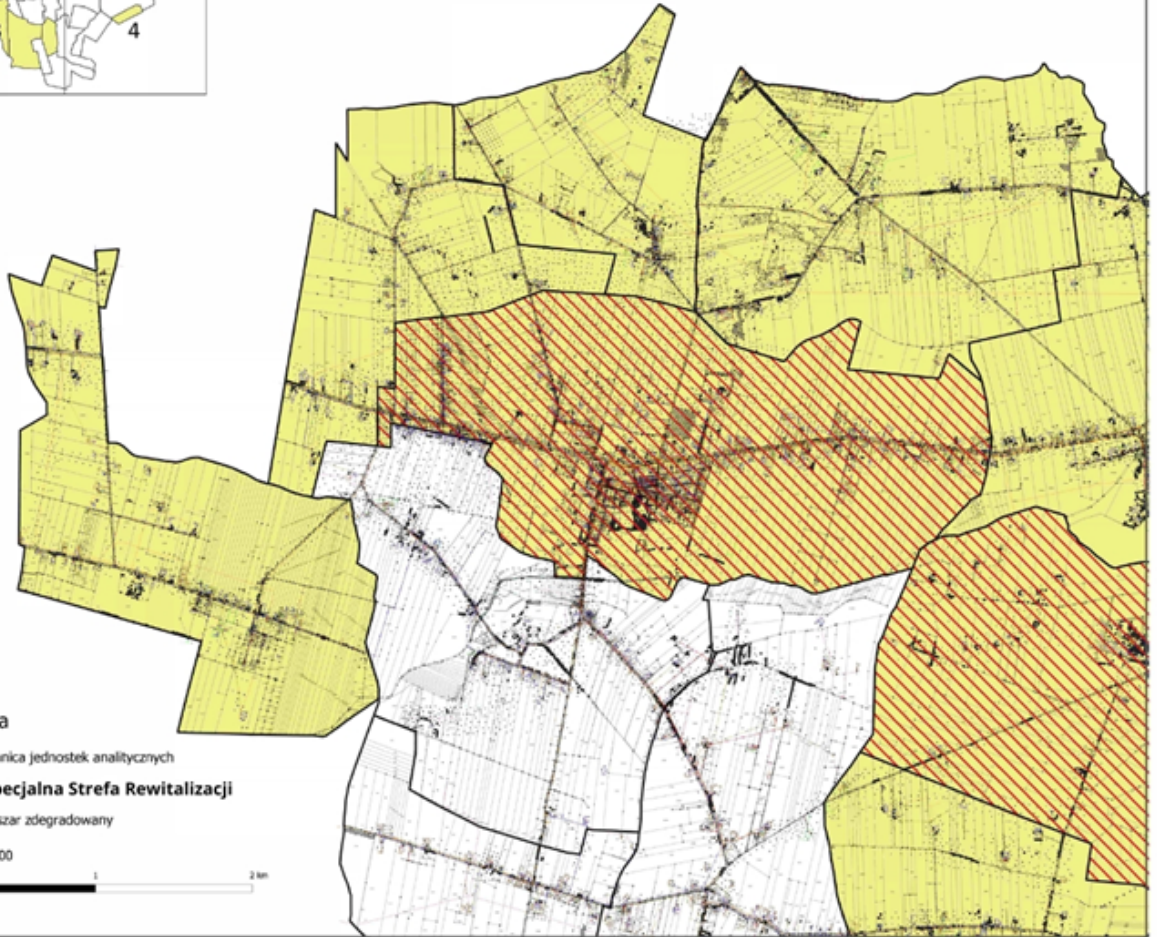 4
a
nica jednostek analitycznych
pecjalna Strefa Rewitalizacji
szar zdegradowany
00
1 2 km